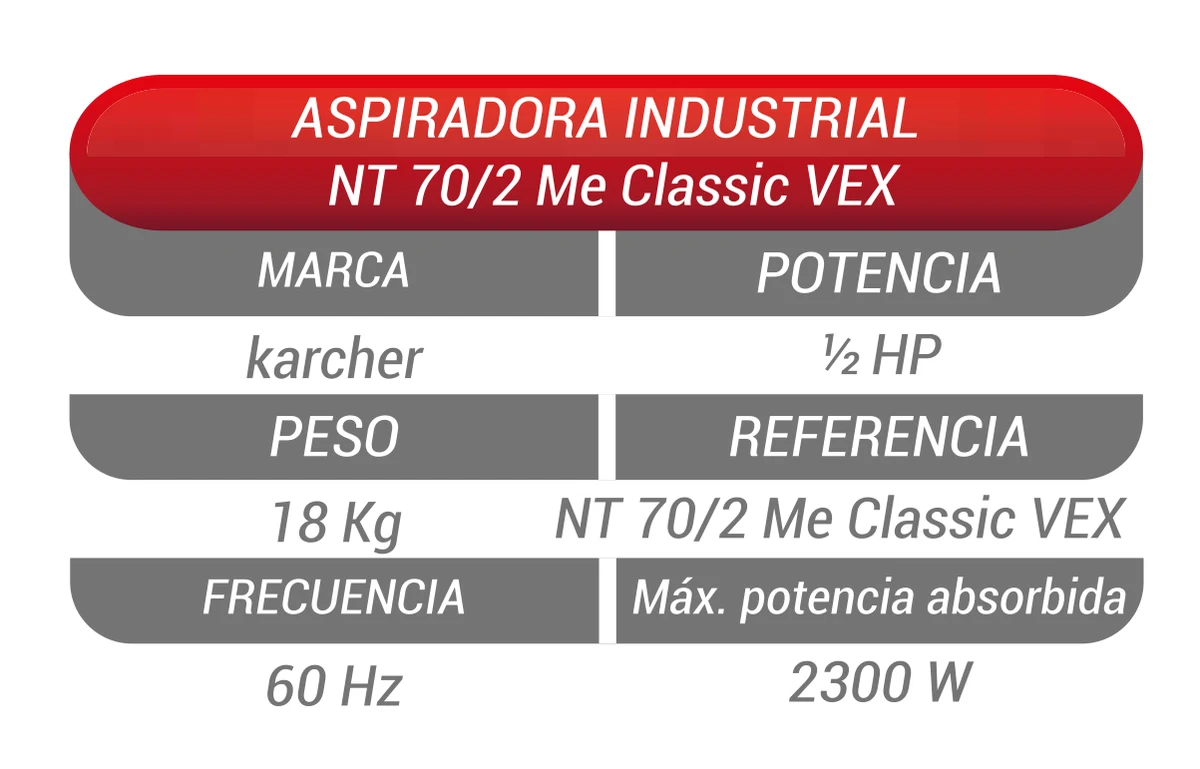 ASPIRADORA INDUSTRIAL
NT 70/2 Me Classic VEX
MARCA POTENCIA
karcher ½ HP
PESO REFERENCIA
18 Kg NT 70/2 Me Classic VEX
FRECUENCIA Máx. potencia absorbida
60 Hz 2300 W